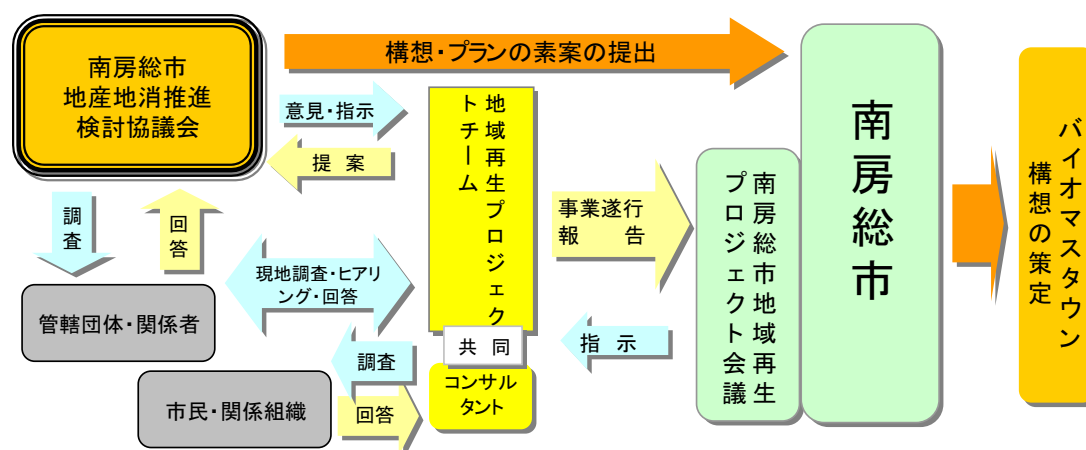 南房総市
地産地消推進
検討協議会
構想・プランの素案の提出
意見・指示
提 案
調
査
回
答
管轄団体・関係者
現地調査・ヒアリ
ング・回答
市民・関係組織
調査
回答
地域再生プロジェク
トチーム
共 同
コンサル
タント
事業遂行
報 告
指 示
南房総市地域再生
プロジェクト会議
南房総市
バイオマスタウン
構想の策定